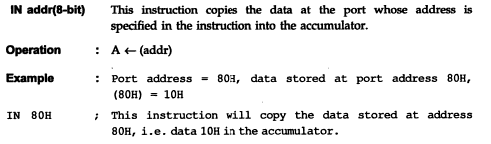 IN addr(8-bit) This instruction copies the data at the port whose address is
specified in the instruction into the accumulator.
Operation : A ← (addr)
Example : Port address = 80H, data stored at port address 80H,
(80H) = 10H
IN 80H ; This instruction will copy the data stored at address
80H, i.e. data 10H in the accumulator.